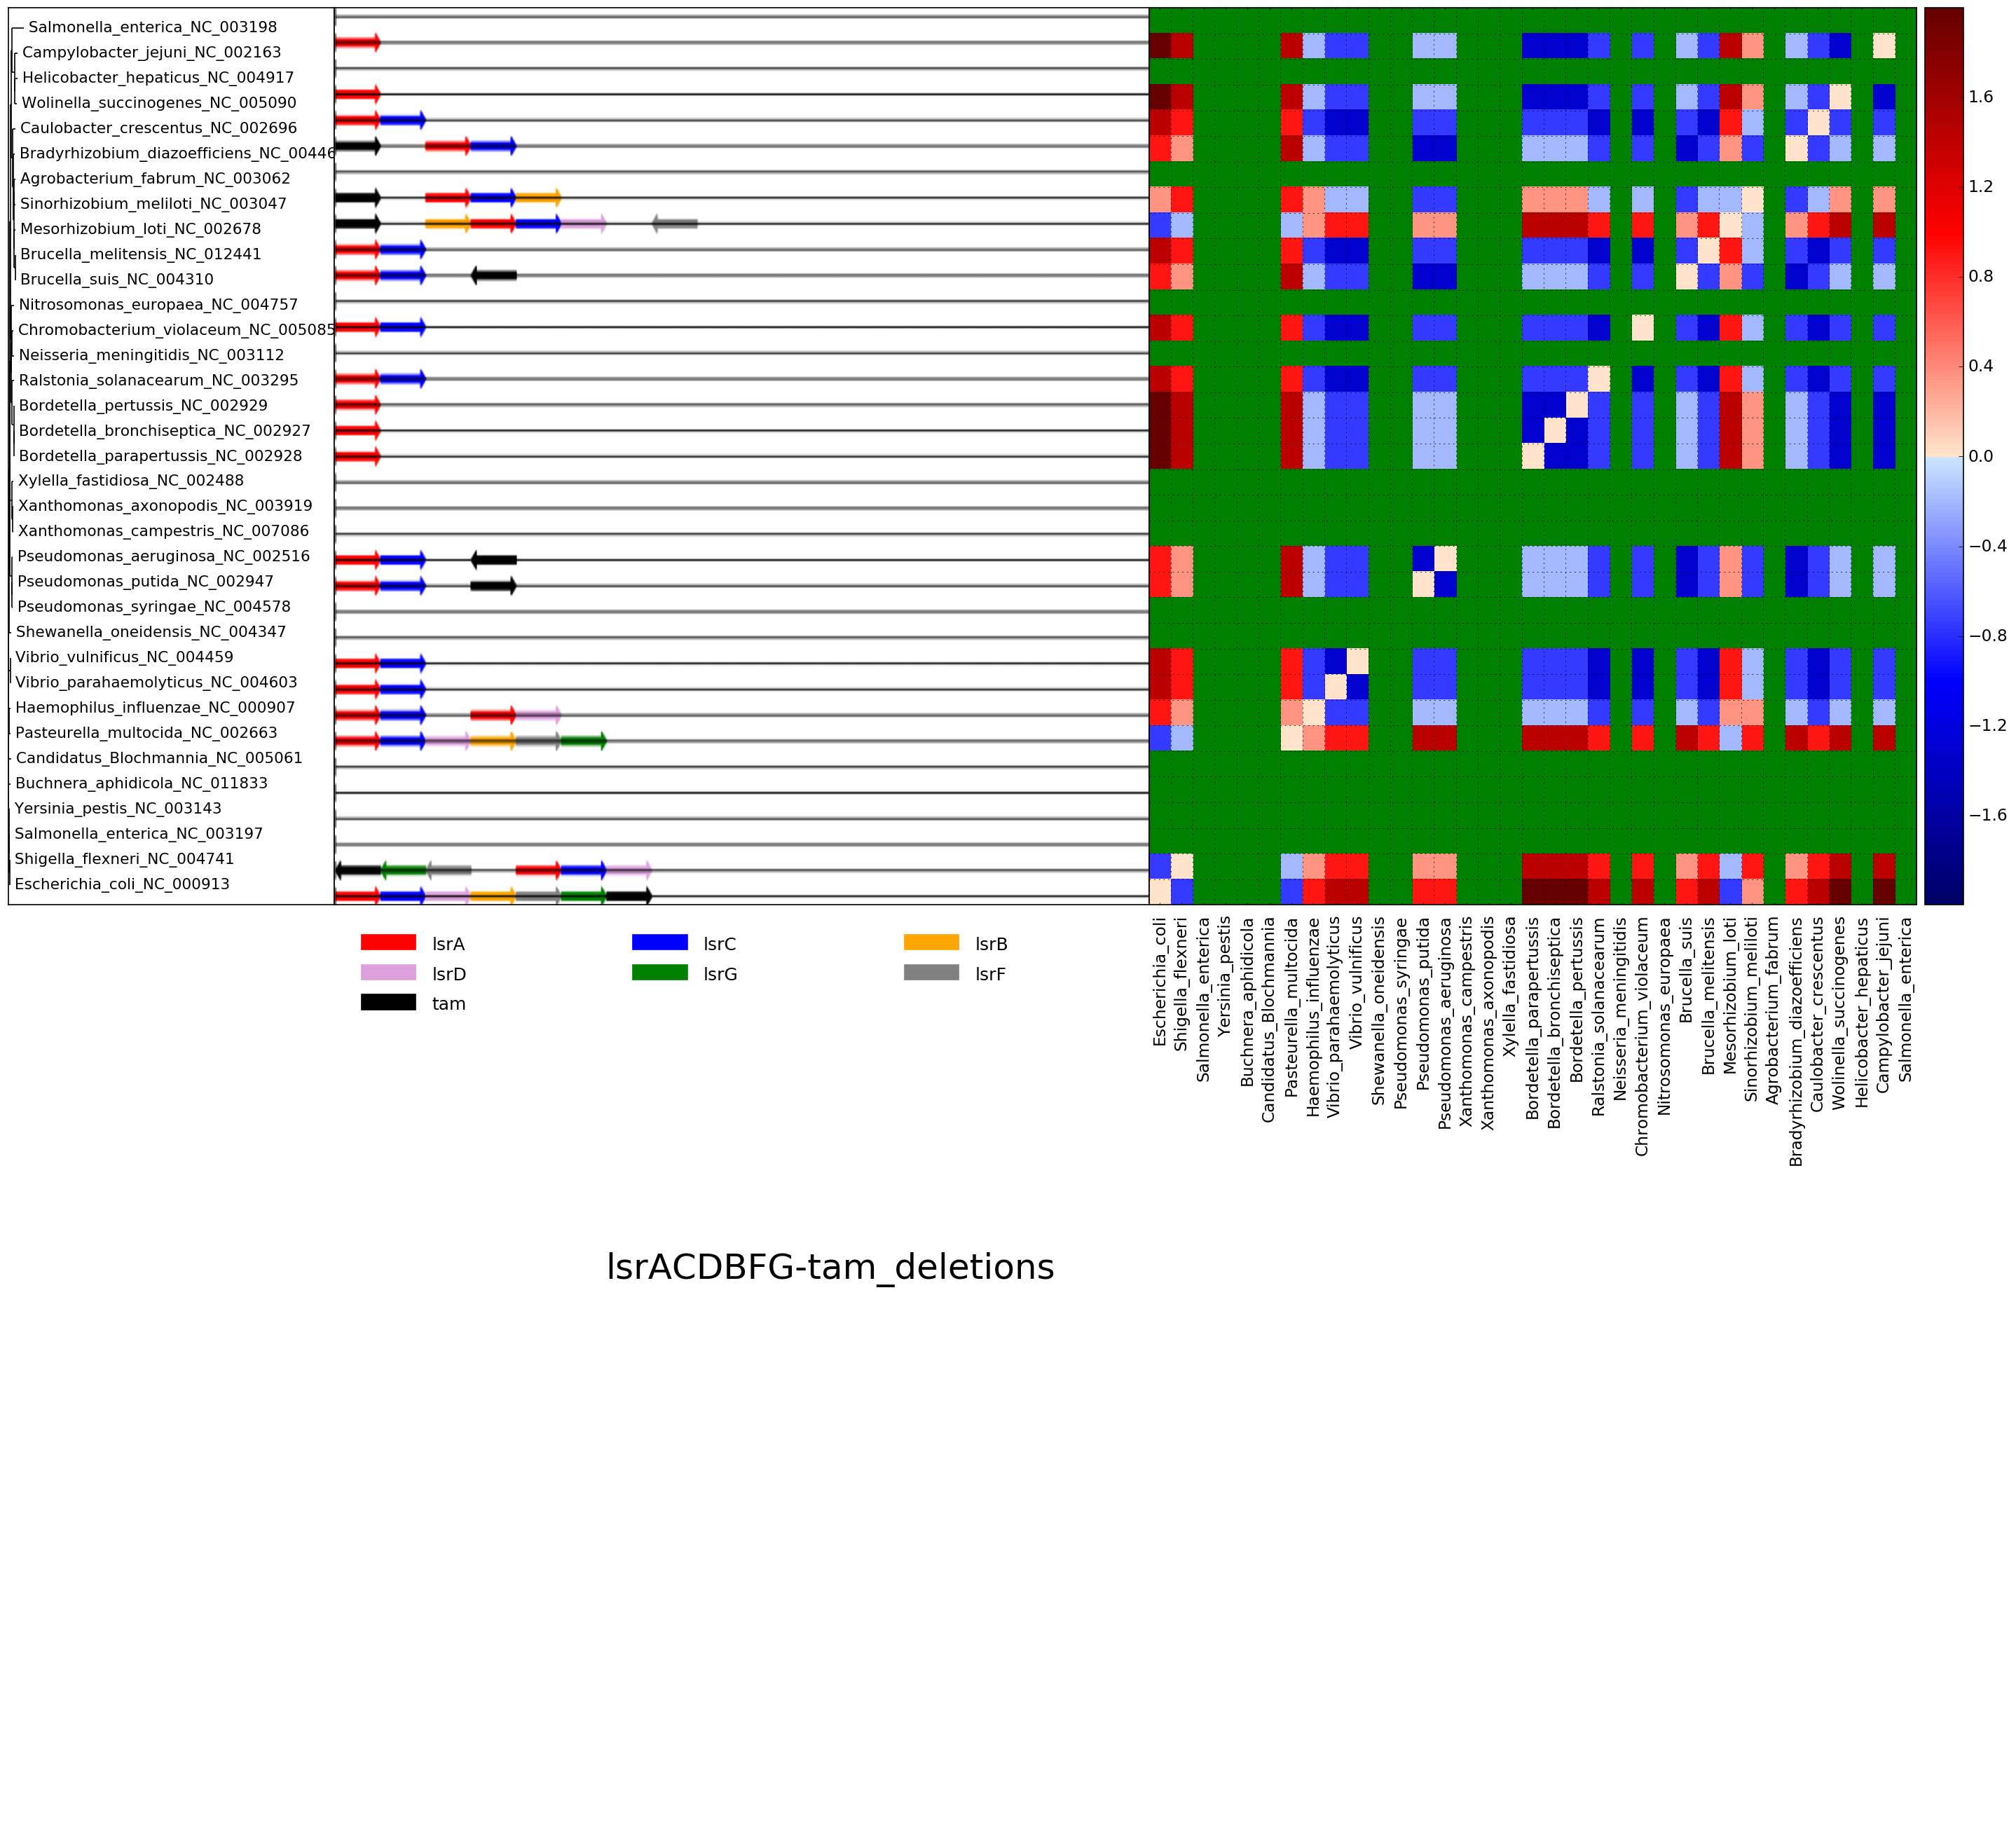 Salmonella_enterica_NC_003198
Campylobacter_jejuni_NC_002163
Helicobacter_hepaticus_NC_004917
Wolinella_succinogenes_NC_005090
Caulobacter_crescentus_NC_002696
Bradyrhizobium_diazoefficiens_NC_00446
Agrobacterium_fabrum_NC_003062
Sinorhizobium_meliloti_NC_003047
Mesorhizobium_loti_NC_002678
Brucella_melitensis_NC_012441
Brucella_suis_NC_004310
Nitrosomonas_europaea_NC_004757
Chromobacterium_violaceum_NC_005085
Neisseria_meningitidis_NC_003112
Ralstonia_solanacearum_NC_003295
Bordetella_pertussis_NC_002929
Bordetella_bronchiseptica_NC_002927
Bordetella_parapertussis_NC_002928
Xylella_fastidiosa_NC_002488
Xanthomonas_axonopodis_NC_003919
Xanthomonas_campestris_NC_007086
Pseudomonas_aeruginosa_NC_002516
Pseudomonas_putida_NC_002947
Pseudomonas_syringae_NC_004578
Shewanella_oneidensis_NC_004347
Vibrio_vulnificus_NC_004459
Vibrio_parahaemolyticus_NC_004603
Haemophilus_influenzae_NC_000907
Pasteurella_multocida_NC_002663
Candidatus_Blochmannia_NC_005061
Buchnera_aphidicola_NC_011833
Yersinia_pestis_NC_003143
Salmonella_enterica_NC_003197
Shigella_flexneri_NC_004741
Escherichia_coli_NC_000913
1.6
1.2
0.8
0.4
0.0
−0.4
−0.8
−1.2
−1.6
lsrA lsrC lsrB
lsrD lsrG lsrF
tam
Escherichia_coli
Shigella_flexneri
Salmonella_enterica
Yersinia_pestis
Buchnera_aphidicola
Candidatus_Blochmannia
Pasteurella_multocida
Haemophilus_influenzae
Vibrio_parahaemolyticus
Vibrio_vulnificus
Shewanella_oneidensis
Pseudomonas_syringae
Pseudomonas_putida
Pseudomonas_aeruginosa
Xanthomonas_campestris
Xanthomonas_axonopodis
Xylella_fastidiosa
Bordetella_parapertussis
Bordetella_bronchiseptica
Bordetella_pertussis
Ralstonia_solanacearum
Neisseria_meningitidis
Chromobacterium_violaceum
Nitrosomonas_europaea
Brucella_suis
Brucella_melitensis
Mesorhizobium_loti
Sinorhizobium_meliloti
Agrobacterium_fabrum
Bradyrhizobium_diazoefficiens
Caulobacter_crescentus
Wolinella_succinogenes
Helicobacter_hepaticus
Campylobacter_jejuni
Salmonella_enterica
lsrACDBFG-tam_deletions